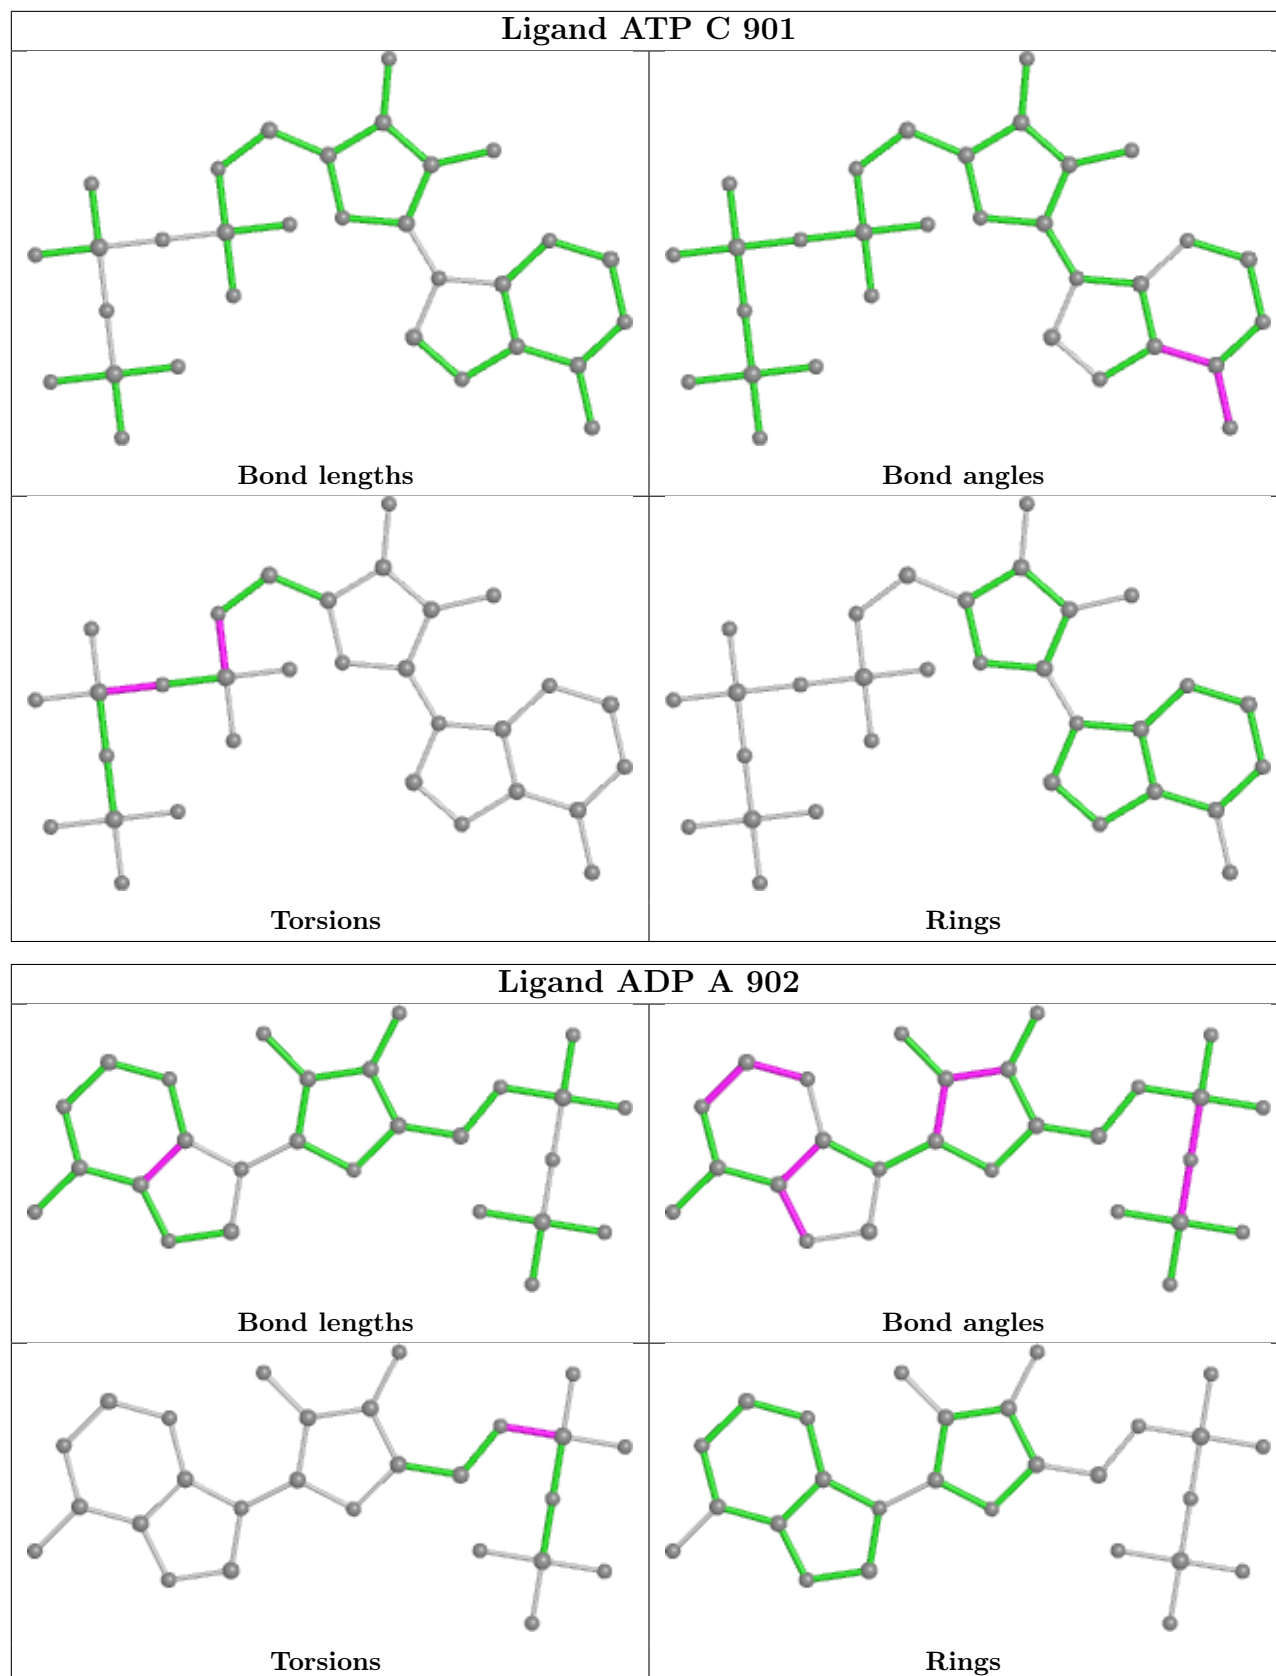 Ligand ATP C 901
Bond lengths
Bond angles
Torsions
Rings
Ligand ADP A 902
Bond lengths
Bond angles
Torsions
Rings